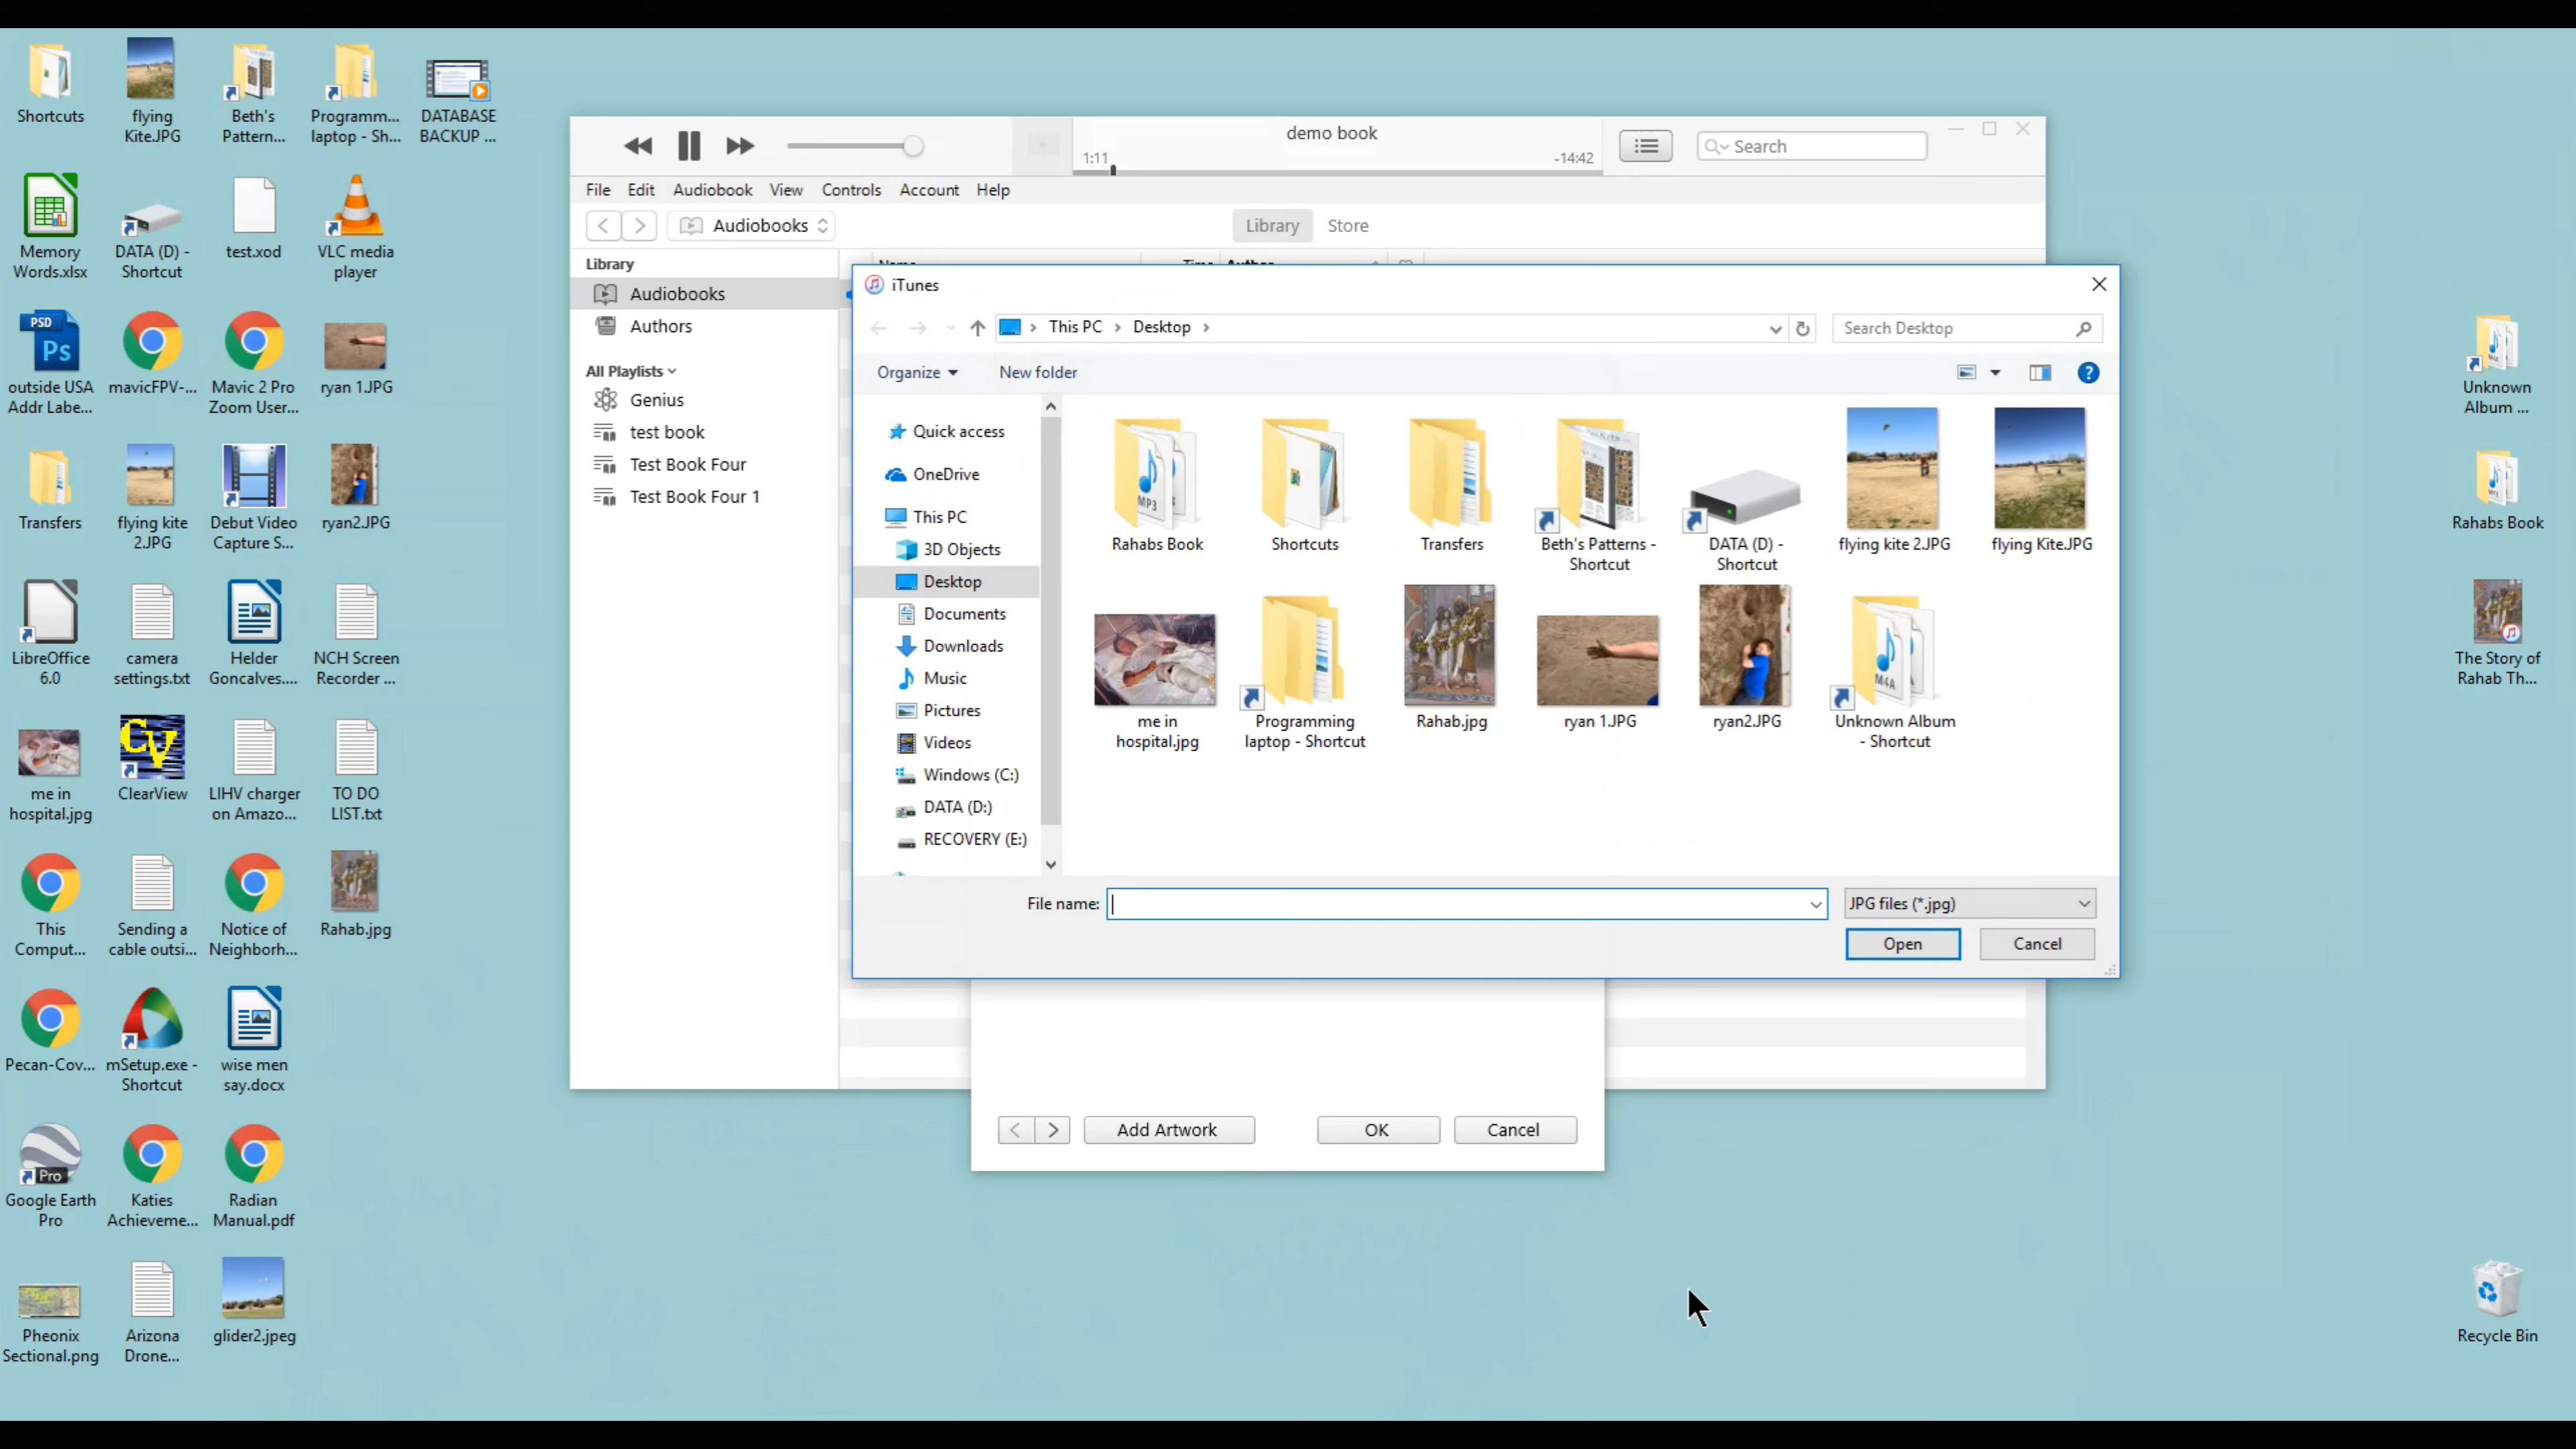 Shortcuts
flying
Kite.JPG
Beth's
Pattern...
Programm...
laptop - Sh...
DATABASE
BACKUP ...
Memory
Words.xlsx
DATA (D) -
Shortcut
test.xod
VLC media
player
PSD
Ps
outside USA
Addr Labe...
mavicFPV-...
Mavic 2 Pro
Zoom User...
ryan 1.JPG
Transfers
flying kite
2.JPG
Debut Video
Capture S...
ryan2.JPG
LibreOffice
6.0
camera
settings.txt
Helder
Goncalves....
NCH Screen
Recorder ...
me in
hospital.jpg
CV
ClearView
LIHV charger
on Amazo...
TO DO
LIST.txt
This
Comput...
Sending a
cable outsi...
Notice of
Neighborh...
Rahab.jpg
Pecan-Cov...
mSetup.exe -
Shortcut
wise men
say.docx
Pro
Google Earth
Pro
Katies
Achieveme...
Radian
Manual.pdf
Pheonix
Sectional.png
Arizona
Drone...
glider2.jpeg
demo book
1:11
-14:42
Search
File Edit Audiobook View Controls Account Help
Audiobooks
Library Store
Library
Audiobooks
Authors
All Playlists
Genius
test book
Test Book Four
Test Book Four 1
Name Time Author
iTunes
This PC Desktop
Search Desktop
Organize New folder
Quick access
OneDrive
This PC
3D Objects
Desktop
Documents
Downloads
Music
Pictures
Videos
Windows (C:)
DATA (D:)
RECOVERY (E:)
MP3
Rahabs Book
Shortcuts
Transfers
Beth's Patterns -
Shortcut
DATA (D) -
Shortcut
flying kite 2.JPG
flying Kite.JPG
me in
hospital.jpg
Programming
laptop - Shortcut
Rahab.jpg
ryan 1.JPG
ryan2.JPG
M4A
Unknown Album
- Shortcut
File name:
JPG files (*.jpg)
Open Cancel
Add Artwork OK Cancel
Unknown
Album ...
Rahabs Book
The Story of
Rahab Th...
Recycle Bin